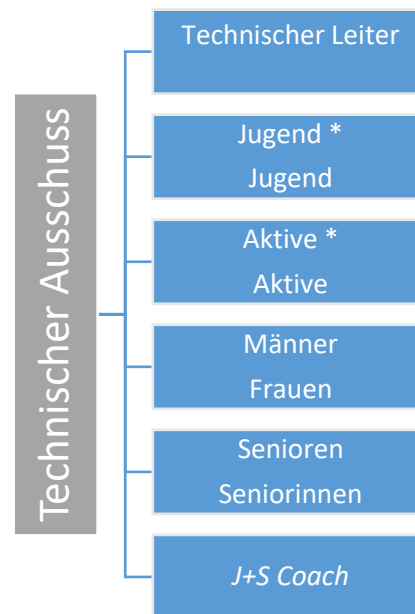 Technischer Ausschuss
Technischer Leiter
Jugend *
Jugend
Aktive *
Aktive
Männer
Frauen
Senioren
Seniorinnen
J+S Coach